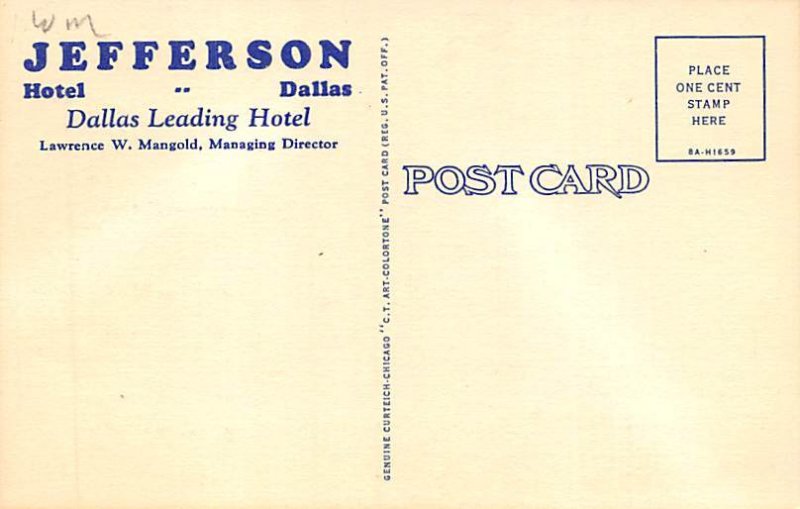 Wm
JEFFERSON
Hotel -- Dallas
Dallas Leading Hotel
Lawrence W. Mangold, Managing Director
GENUINE CURTEICH-CHICAGO "C.T. ART-COLORTONE" POST CARD (REG. U.S. PAT. OFF.)
POST CARD
PLACE
ONE CENT
STAMP
HERE
8A-H1659